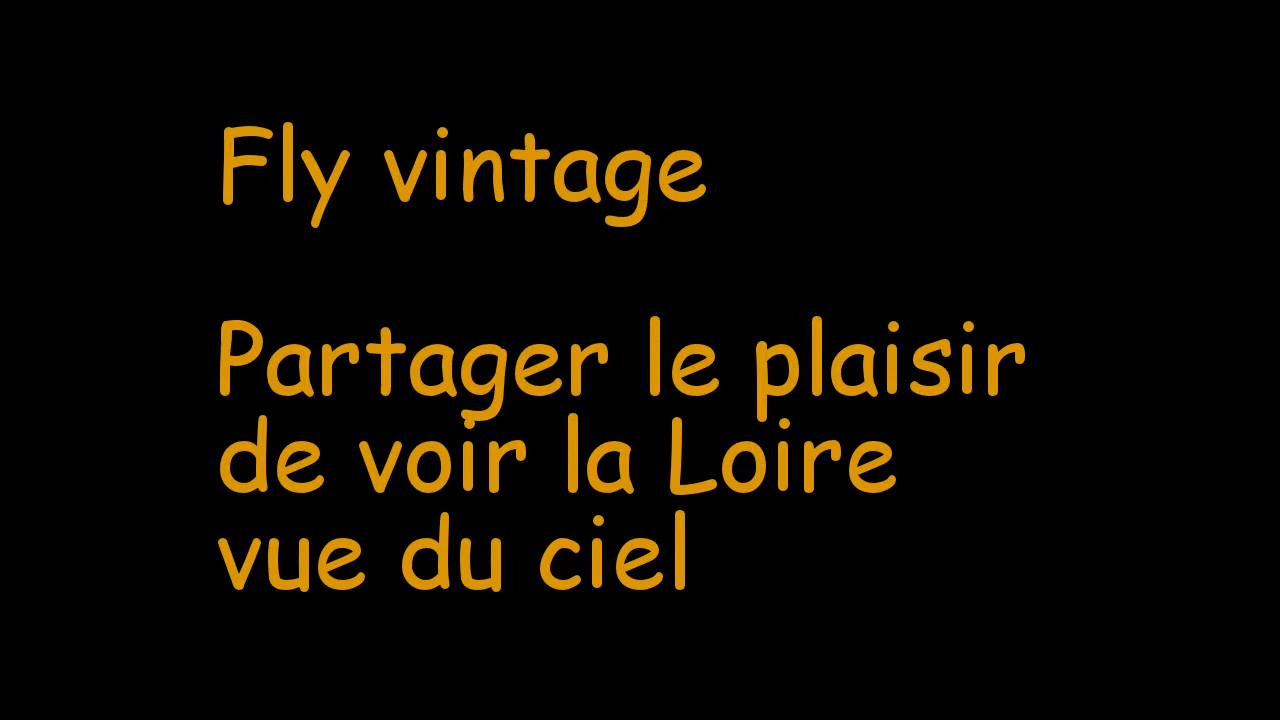 Fly vintage
Partager le plaisir
de voir la Loire
vue du ciel